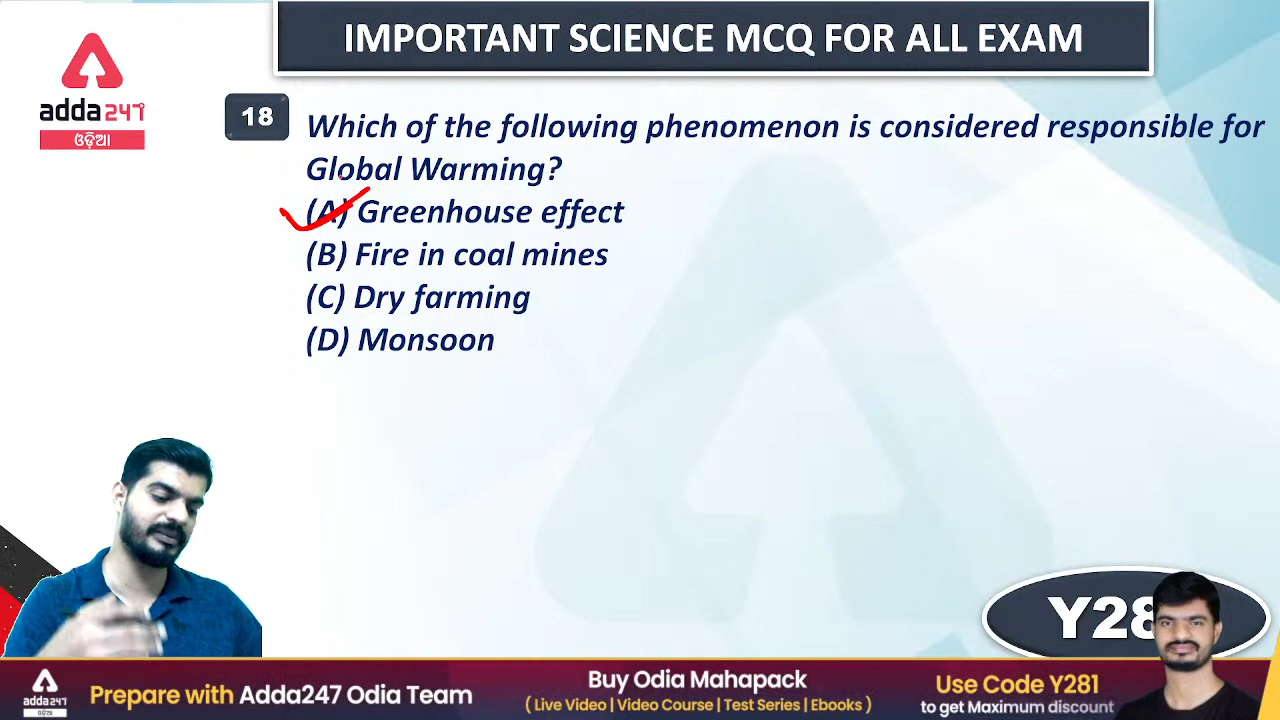 IMPORTANT SCIENCE MCQ FOR ALL EXAM
adda247
ଓଡ଼ିଆ
18
Which of the following phenomenon is considered responsible for
Global Warming?
(A) Greenhouse effect
(B) Fire in coal mines
(C) Dry farming
(D) Monsoon
Y28
adda247
ଓଡ଼ିଆ
Prepare with Adda247 Odia Team
Buy Odia Mahapack
( Live Video | Video Course | Test Series | Ebooks )
Use Code Y281
to get Maximum discount